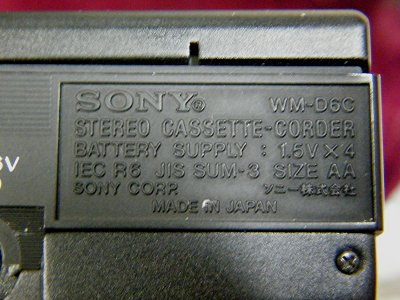 SONY® WM-D6C
STEREO CASSETTE-CORDER
BATTERY SUPPLY : 1.5V × 4
IEC R6 JIS SUM-3 SIZE AA
SONY CORP. ソニー株式会社
MADE IN JAPAN
V